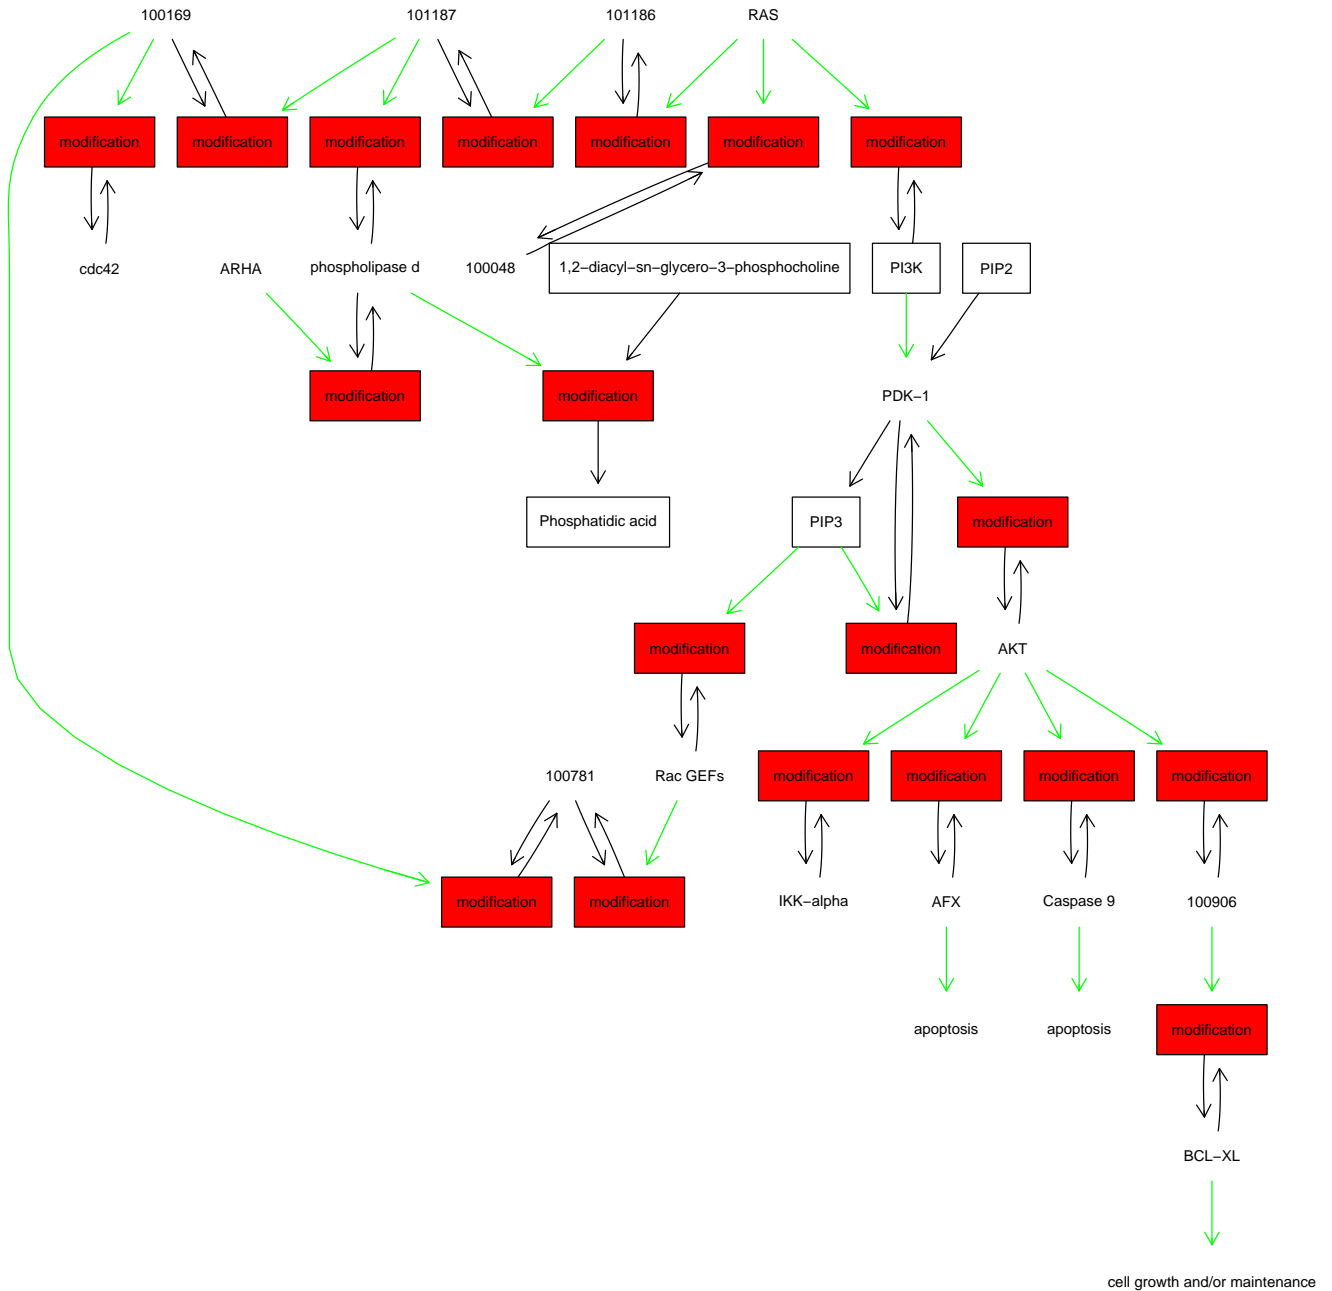 100169
101187
101186
RAS
modification
modification
modification
modification
modification
modification
modification
cdc42
ARHA
phospholipase d
100048
1,2−diacyl−sn−glycero−3−phosphocholine
PI3K
PIP2
modification
modification
PDK−1
Phosphatidic acid
PIP3
modification
modification
modification
AKT
100781
Rac GEFs
modification
modification
modification
modification
modification
modification
IKK−alpha
AFX
Caspase 9
100906
apoptosis
apoptosis
modification
BCL−XL
cell growth and/or maintenance